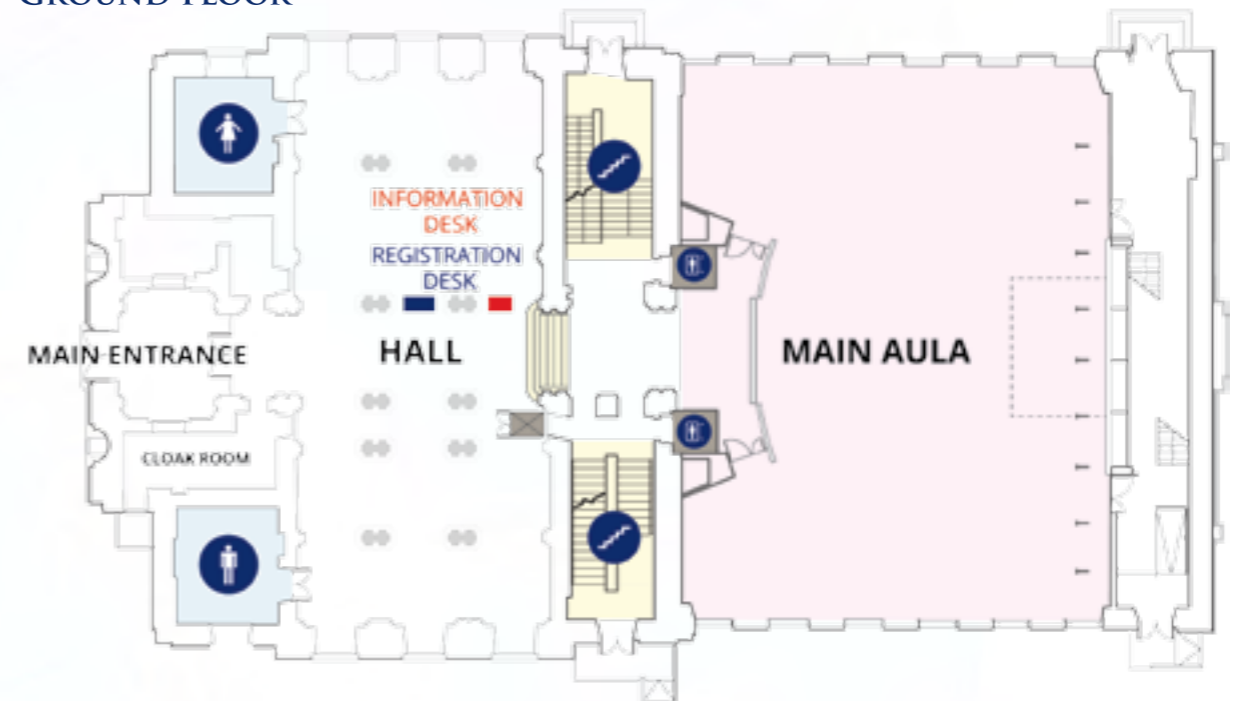 GROUND FLOOR
INFORMATION
DESK
REGISTRATION
DESK
MAIN ENTRANCE
HALL
MAIN AULA
CLOAK ROOM